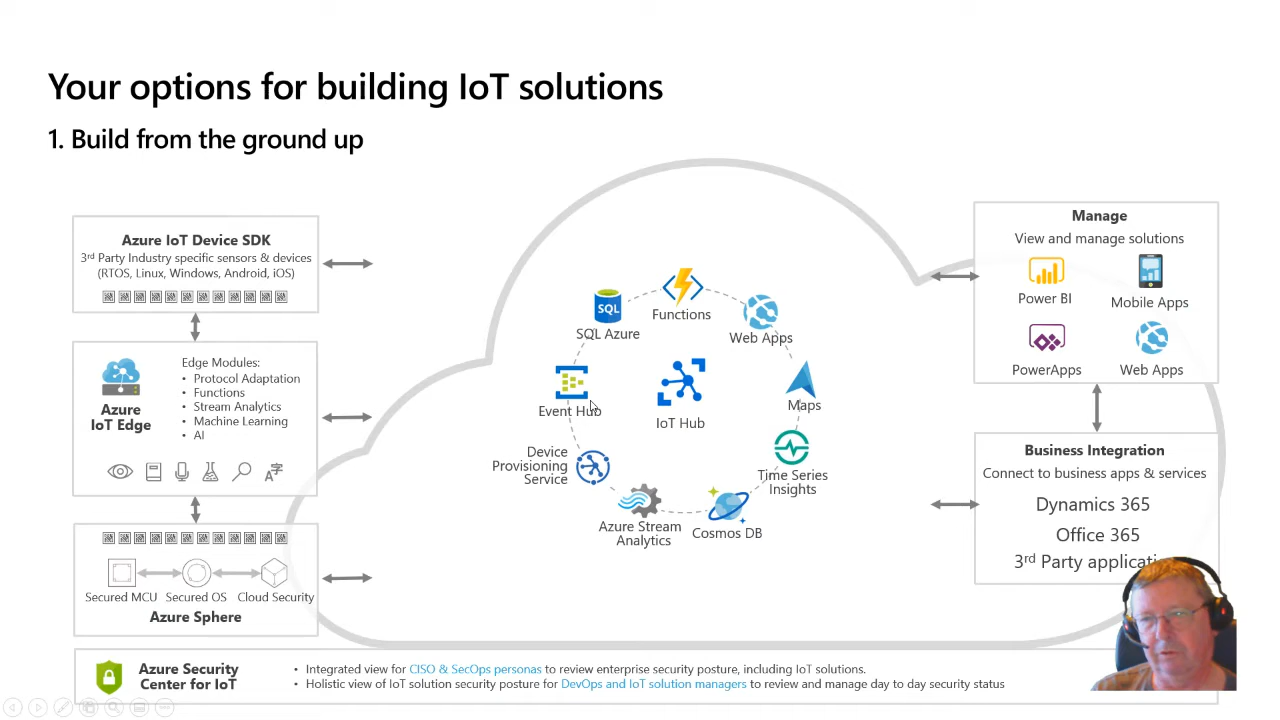 Your options for building IoT solutions
1. Build from the ground up
Azure IoT Device SDK
3rd Party Industry specific sensors & devices
(RTOS, Linux, Windows, Android, iOS)
Azure
IoT Edge
Edge Modules:
• Protocol Adaptation
• Functions
• Stream Analytics
• Machine Learning
• AI
Secured MCU Secured OS Cloud Security
Azure Sphere
SQL
SQL Azure
Functions
Web Apps
Event Hub
IoT Hub
Maps
Device
Provisioning
Service
Time Series
Insights
Azure Stream
Analytics
Cosmos DB
Manage
View and manage solutions
Power BI
Mobile Apps
PowerApps
Web Apps
Business Integration
Connect to business apps & services
Dynamics 365
Office 365
3rd Party
Azure Security
Center for IoT
• Integrated view for CISO & SecOps personas to review enterprise security posture, including IoT solutions.
• Holistic view of IoT solution security posture for DevOps and IoT solution managers to review and manage day to day security status